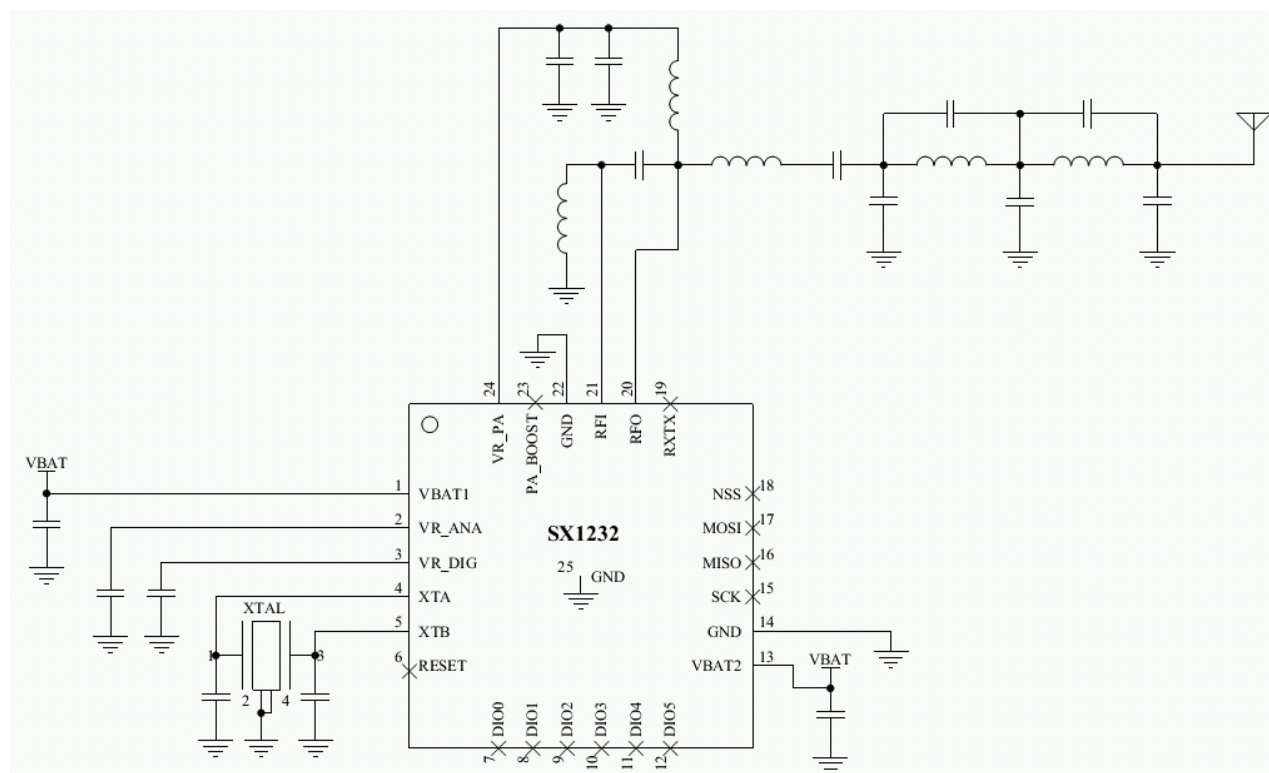 24
23
22
21
20
19
VR_PA
PA_BOOST
GND
RFI
RFO
RXTX
VBAT
1 VBAT1
2 VR_ANA
3 VR_DIG
4 XTA
5 XTB
6 RESET
XTAL
1
3
2 4
SX1232
25 GND
NSS 18
MOSI 17
MISO 16
SCK 15
GND 14
VBAT2 13
VBAT
DIO0
DIO1
DIO2
DIO3
DIO4
DIO5
7
8
9
10
11
12